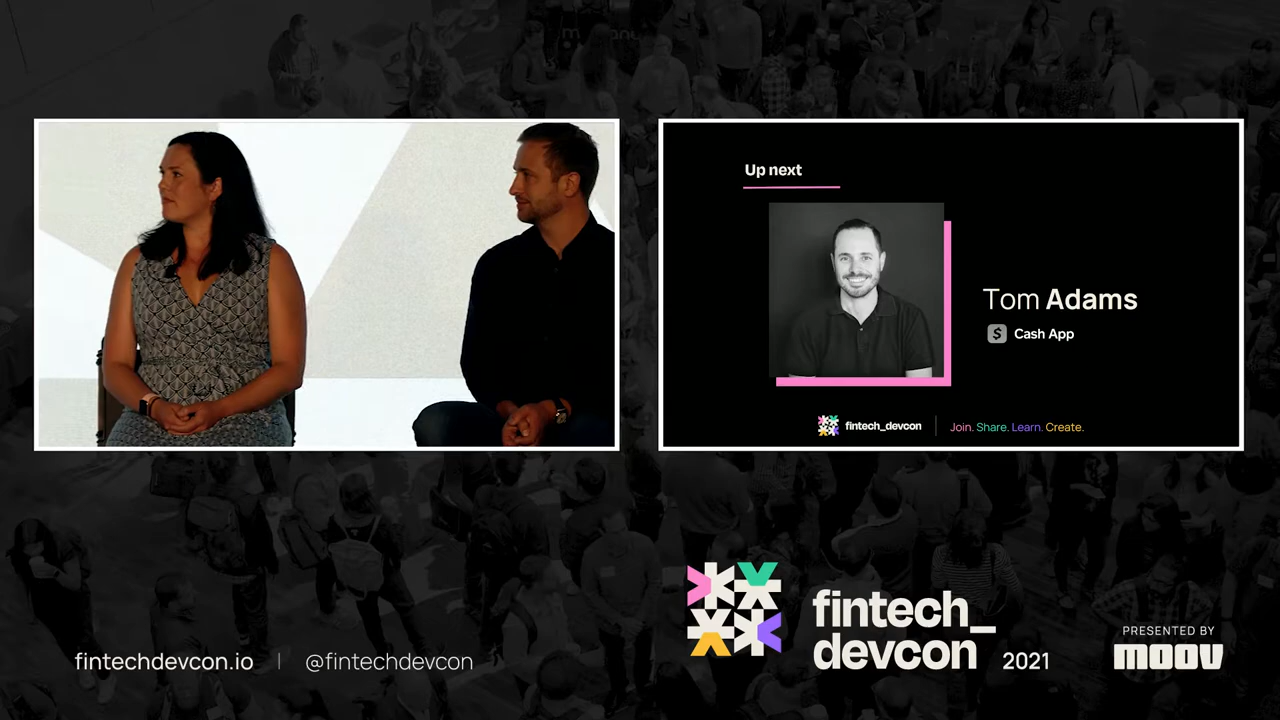 Up next
Tom Adams
$ Cash App
fintech_devcon
Join. Share. Learn. Create.
fintechdevcon.io | @fintechdevcon
fintech_
devcon 2021
PRESENTED BY
moov